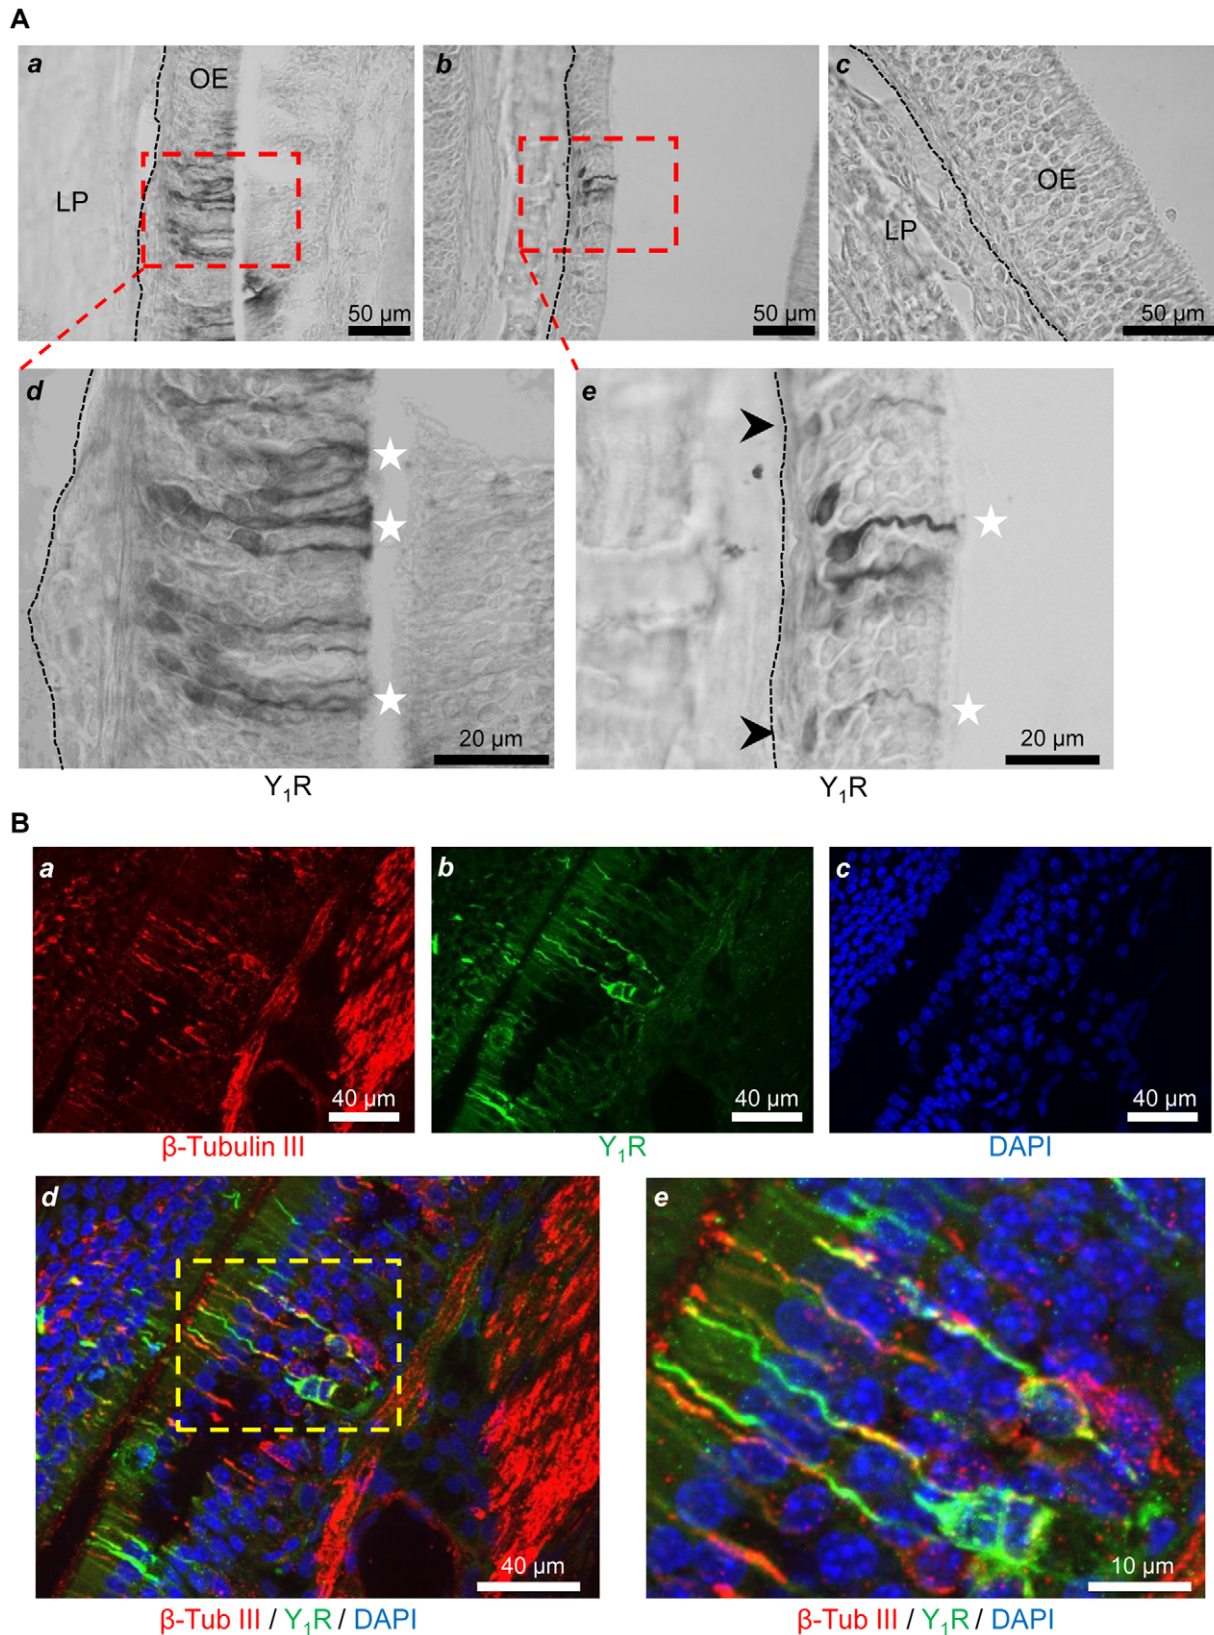 A
a
OE
LP
50 µm
b
50 µm
c
OE
LP
50 µm
d
20 µm
Y₁R
e
20 µm
Y₁R
B
a
40 µm
β-Tubulin III
b
40 µm
Y₁R
c
40 µm
DAPI
d
40 µm
β-Tub III / Y₁R / DAPI
e
10 µm
β-Tub III / Y₁R / DAPI